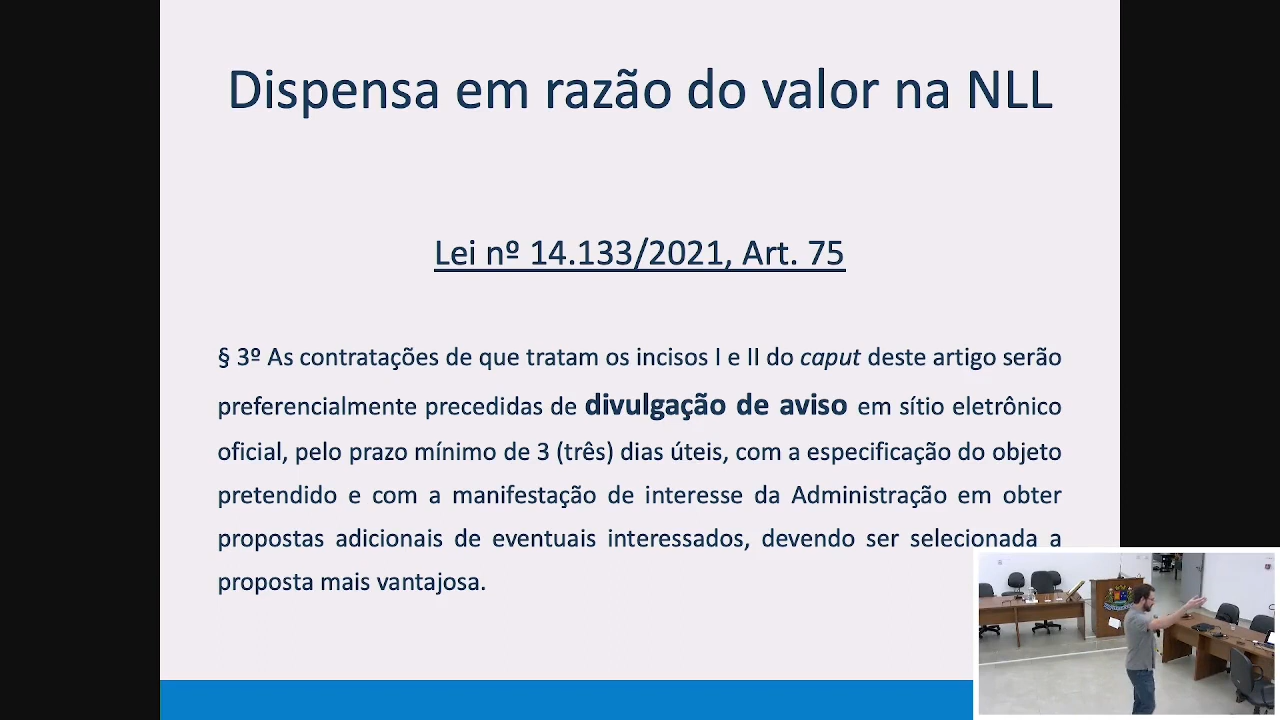 Dispensa em razão do valor na NLL
Lei nº 14.133/2021, Art. 75
§ 3º As contratações de que tratam os incisos I e II do caput deste artigo serão
preferencialmente precedidas de divulgação de aviso em sítio eletrônico
oficial, pelo prazo mínimo de 3 (três) dias úteis, com a especificação do objeto
pretendido e com a manifestação de interesse da Administração em obter
propostas adicionais de eventuais interessados, devendo ser selecionada a
proposta mais vantajosa.